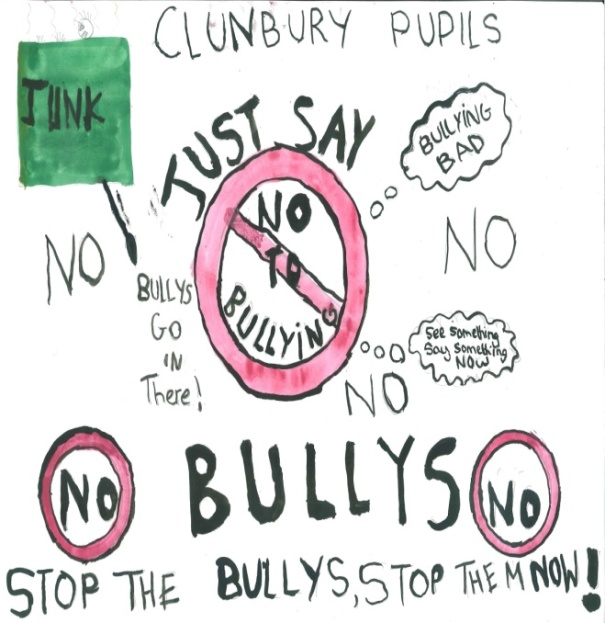 CLUNBURY PUPILS
JUNK
JUST SAY
NO
TO
BULLYING
BULLYING
BAD
NO
NO
BULLYS
GO
IN
There!
See something
Say something
NOW
NO
NO
BULLYS
NO
STOP THE BULLYS, STOP THEM NOW!